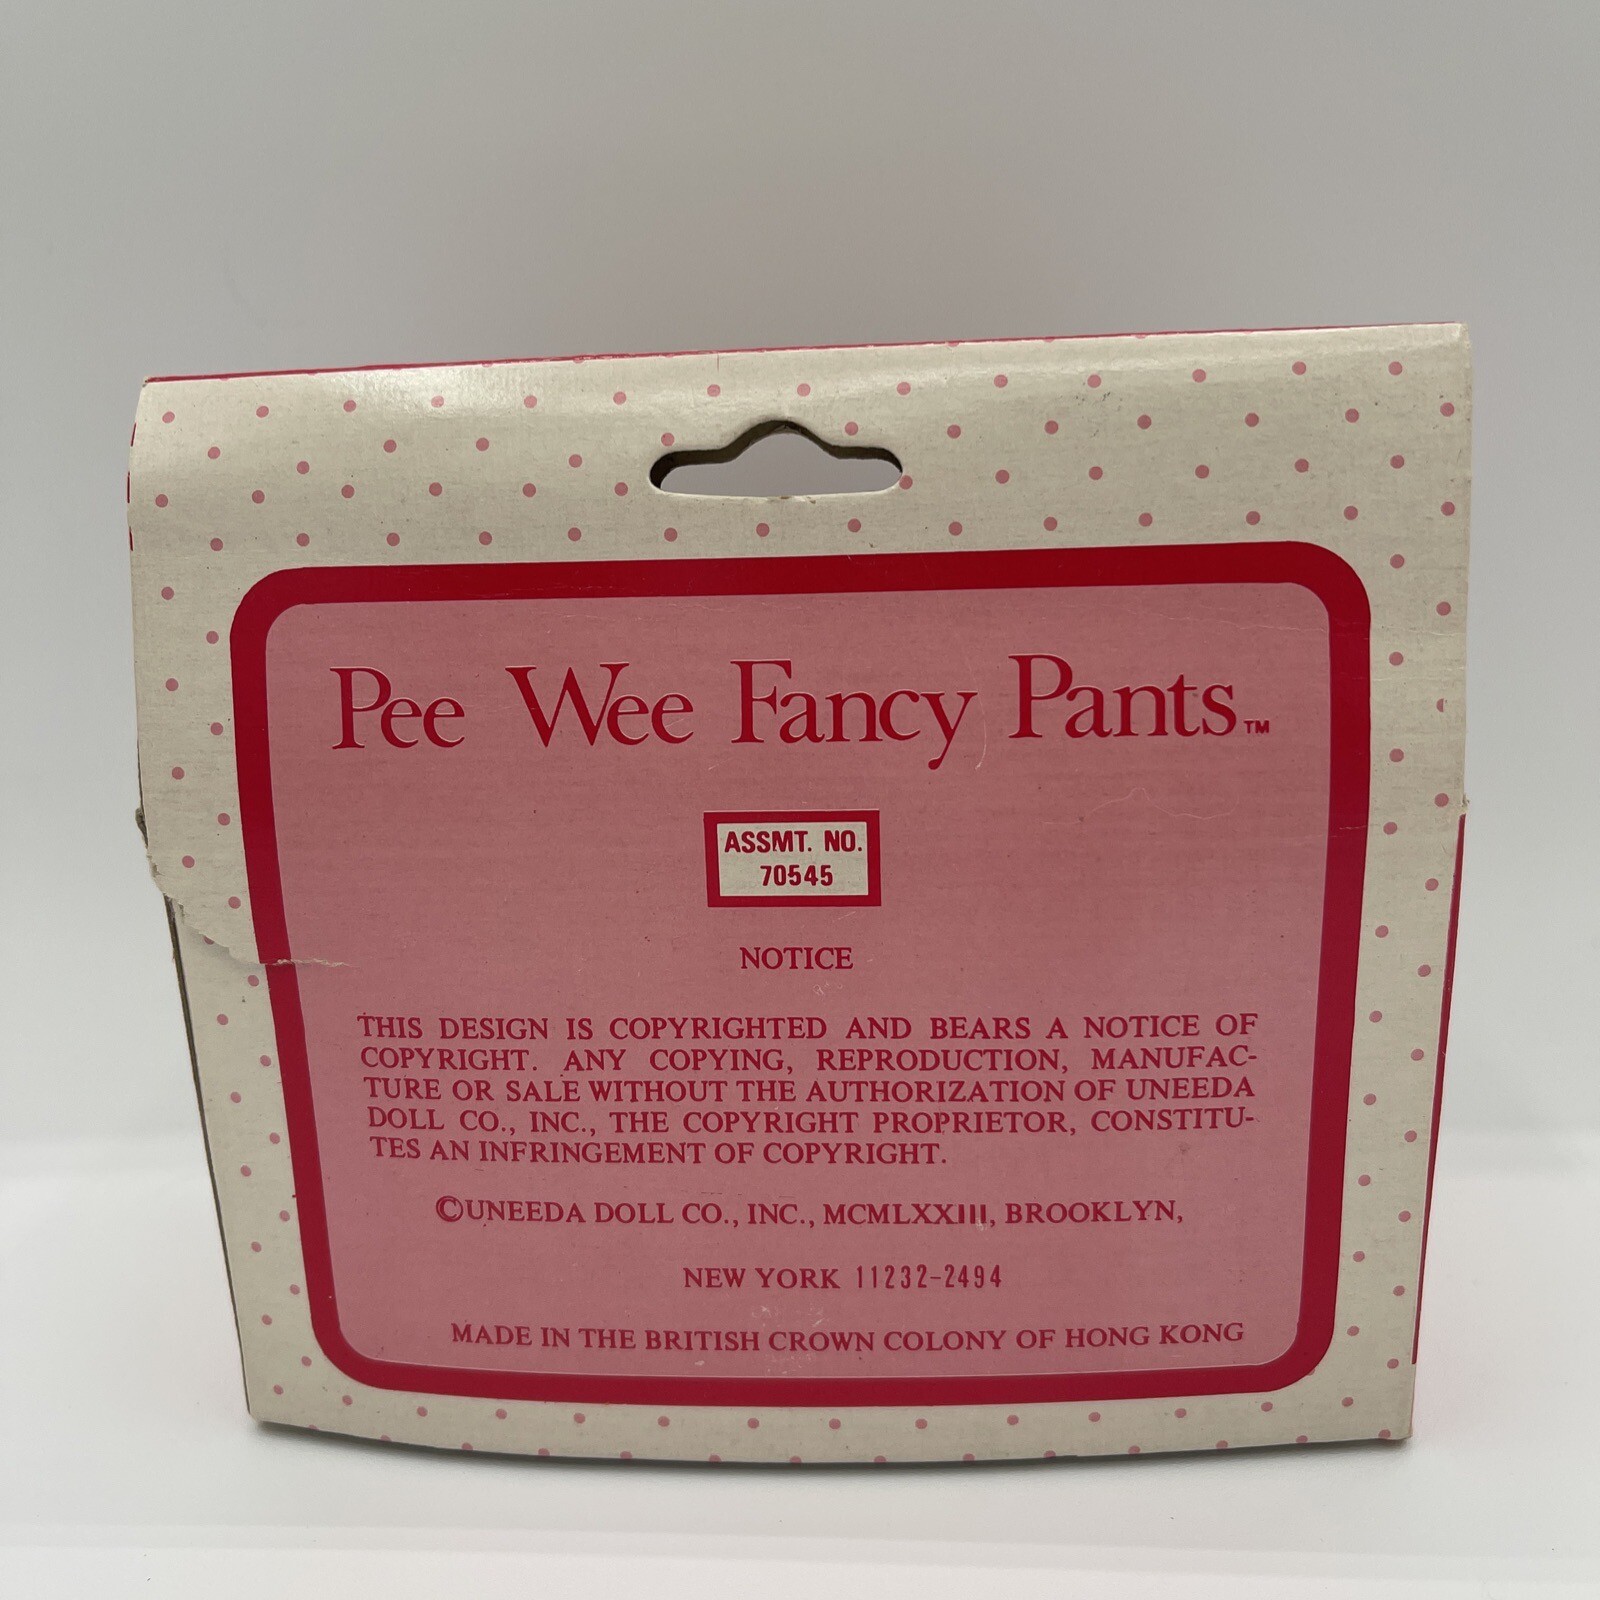 Pee Wee Fancy Pants™
ASSMT. NO.
70545
NOTICE
THIS DESIGN IS COPYRIGHTED AND BEARS A NOTICE OF
COPYRIGHT. ANY COPYING, REPRODUCTION, MANUFAC-
TURE OR SALE WITHOUT THE AUTHORIZATION OF UNEEDA
DOLL CO., INC., THE COPYRIGHT PROPRIETOR, CONSTITU-
TES AN INFRINGEMENT OF COPYRIGHT.
©UNEEDA DOLL CO., INC., MCMLXXIII, BROOKLYN,
NEW YORK 11232-2494
MADE IN THE BRITISH CROWN COLONY OF HONG KONG